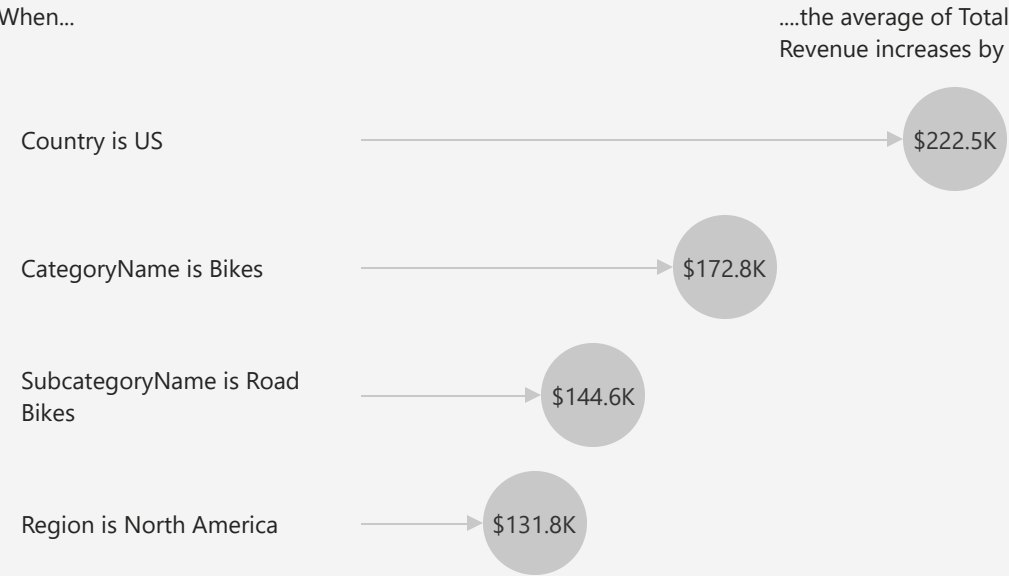 When...
....the average of Total
Revenue increases by
Country is US
$222.5K
CategoryName is Bikes
$172.8K
SubcategoryName is Road
Bikes
$144.6K
Region is North America
$131.8K